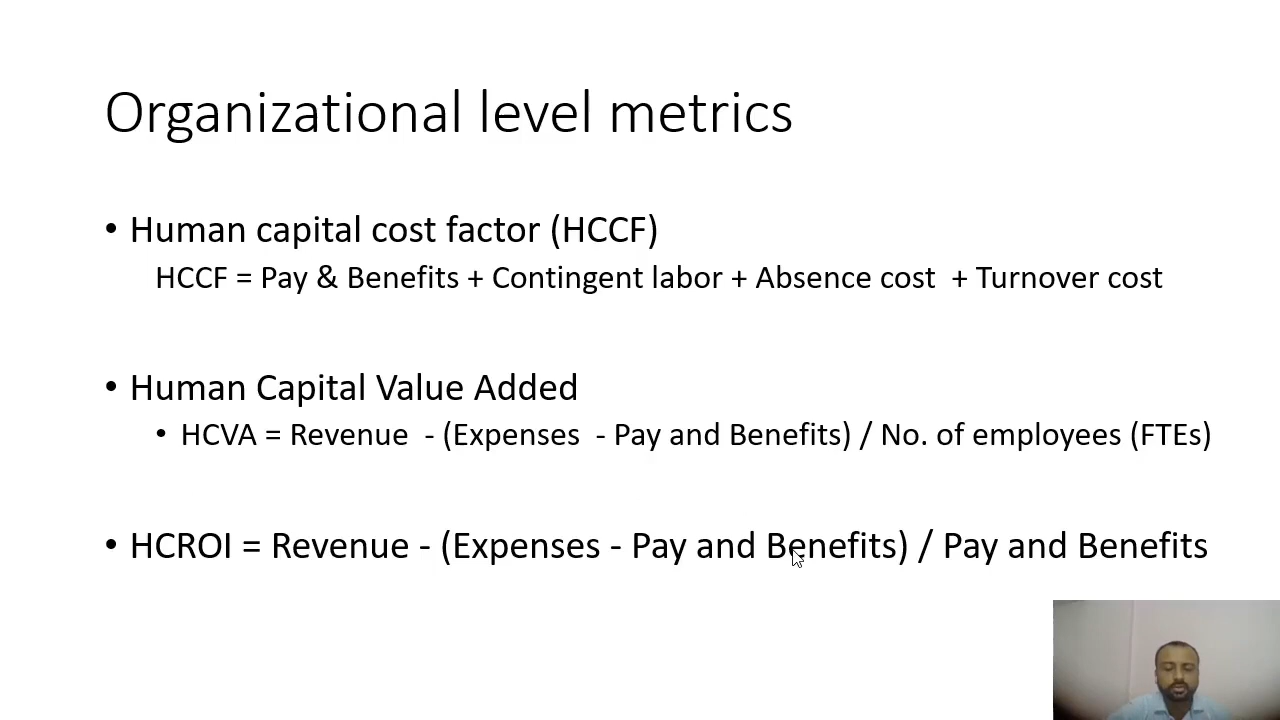 Organizational level metrics
• Human capital cost factor (HCCF)
HCCF = Pay & Benefits + Contingent labor + Absence cost  + Turnover cost
• Human Capital Value Added
• HCVA = Revenue  - (Expenses  - Pay and Benefits) / No. of employees (FTEs)
• HCROI = Revenue - (Expenses - Pay and Benefits) / Pay and Benefits